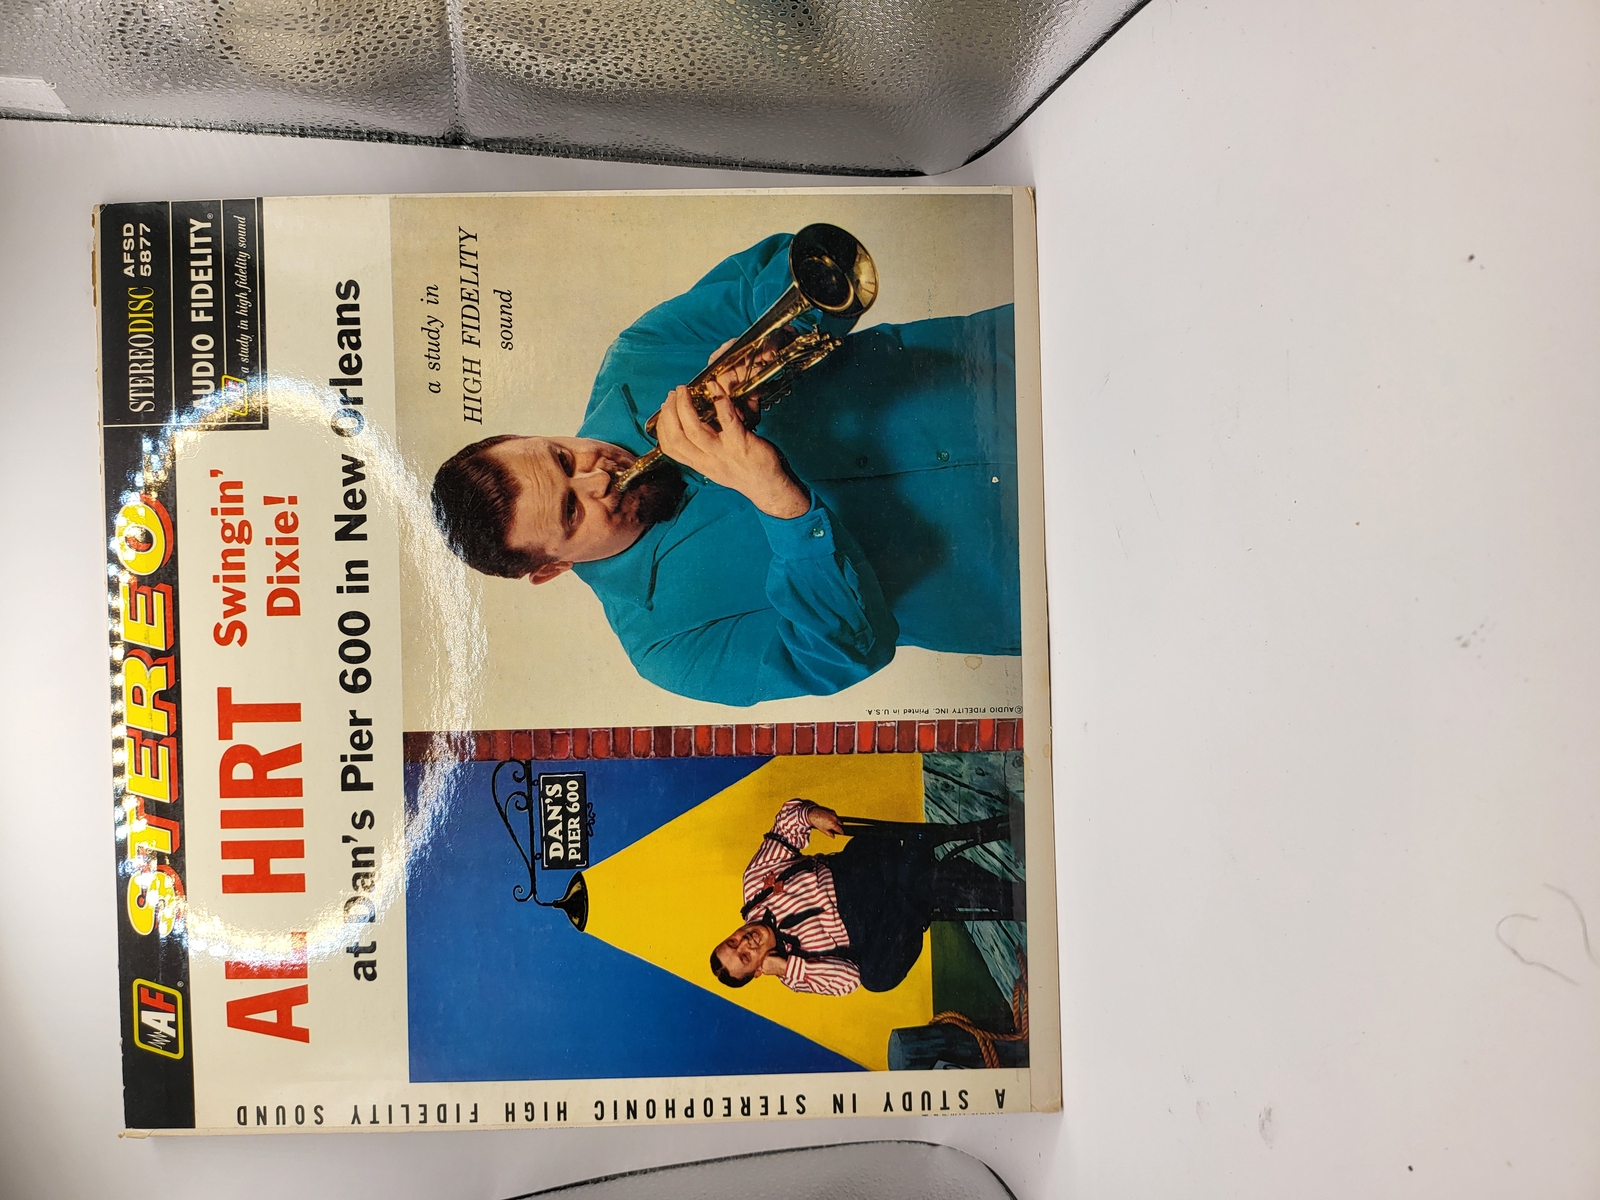 AF®
STEREO
STEREODISC AFSD 5877
AUDIO FIDELITY®
a study in high fidelity sound
AL HIRT
Swingin'
Dixie!
at Dan's Pier 600 in New Orleans
a study in
HIGH FIDELITY
sound
DAN'S
PIER 600
©AUDIO FIDELITY INC. Printed in U.S.A.
A STUDY IN STEREOPHONIC HIGH FIDELITY SOUND